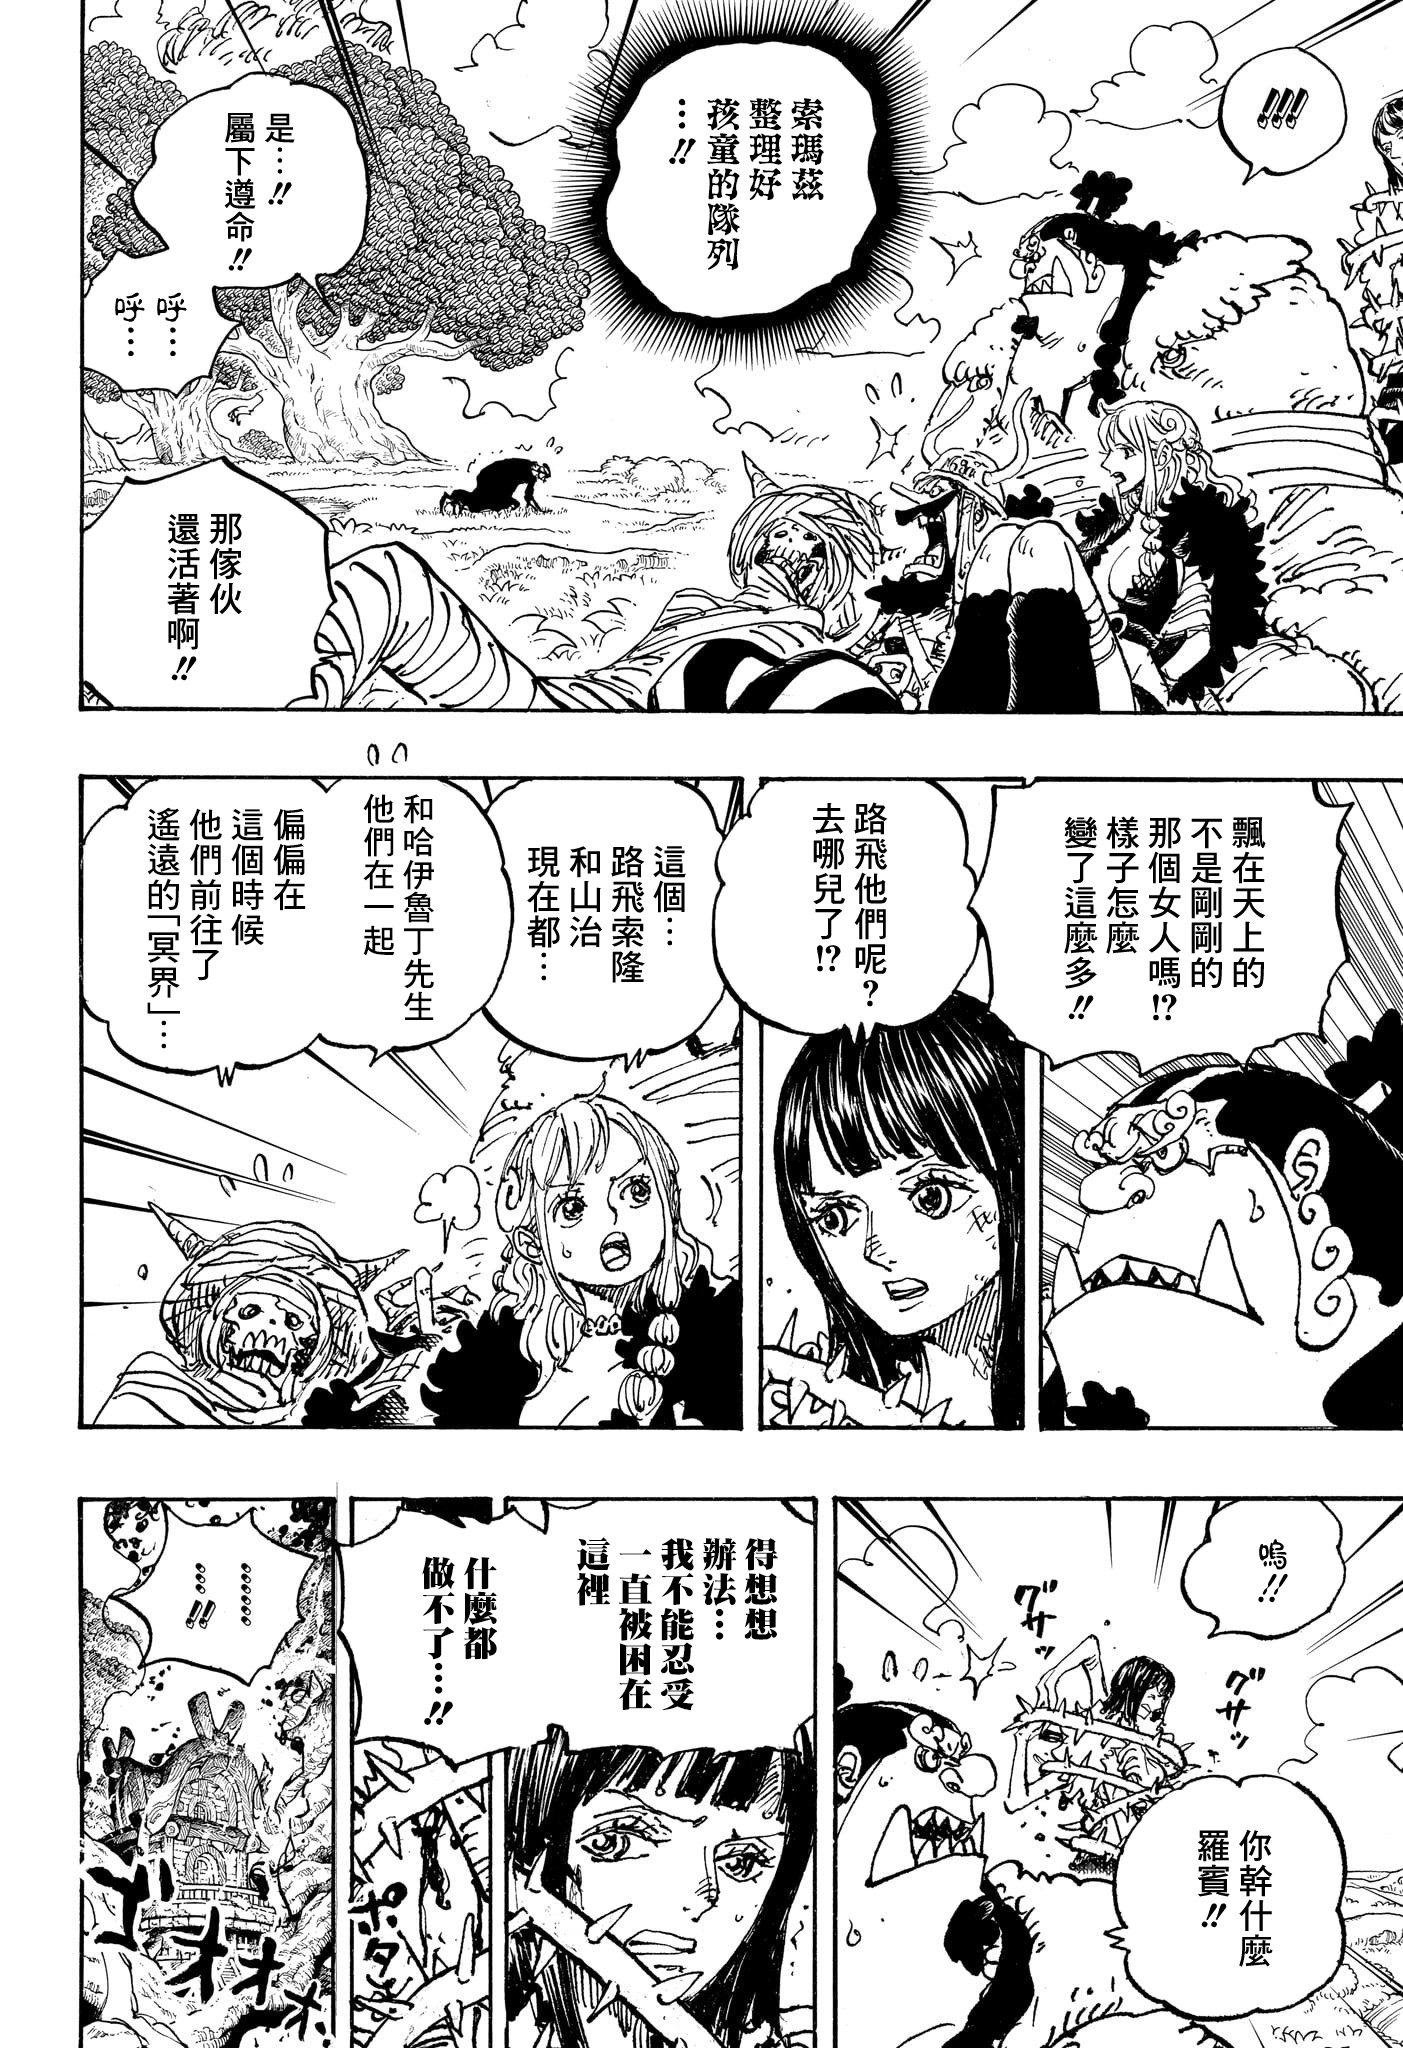 !!!
索瑪茲
整理好
孩童的隊列
…!!
是…!!
屬下遵命!!
呼…
呼…
那傢伙
還活著啊!!
飄在天上的
不是剛剛的
那個女人嗎!?
樣子怎麼
變了這麼多!!
路飛他們呢?
去哪兒了!?
這個…
路飛索隆
和山治
現在都…
和哈伊魯丁先生
他們在一起
偏偏在
這個時候
他們前往了
遙遠的「冥界」…
嗚!!
グサッ
グサッ
你幹什麼
羅賓!!
得想想
辦法…
我不能忍受
一直被困在
這裡
什麼都
做不了…!!
ポタ
……
…!!
ゴオオオ